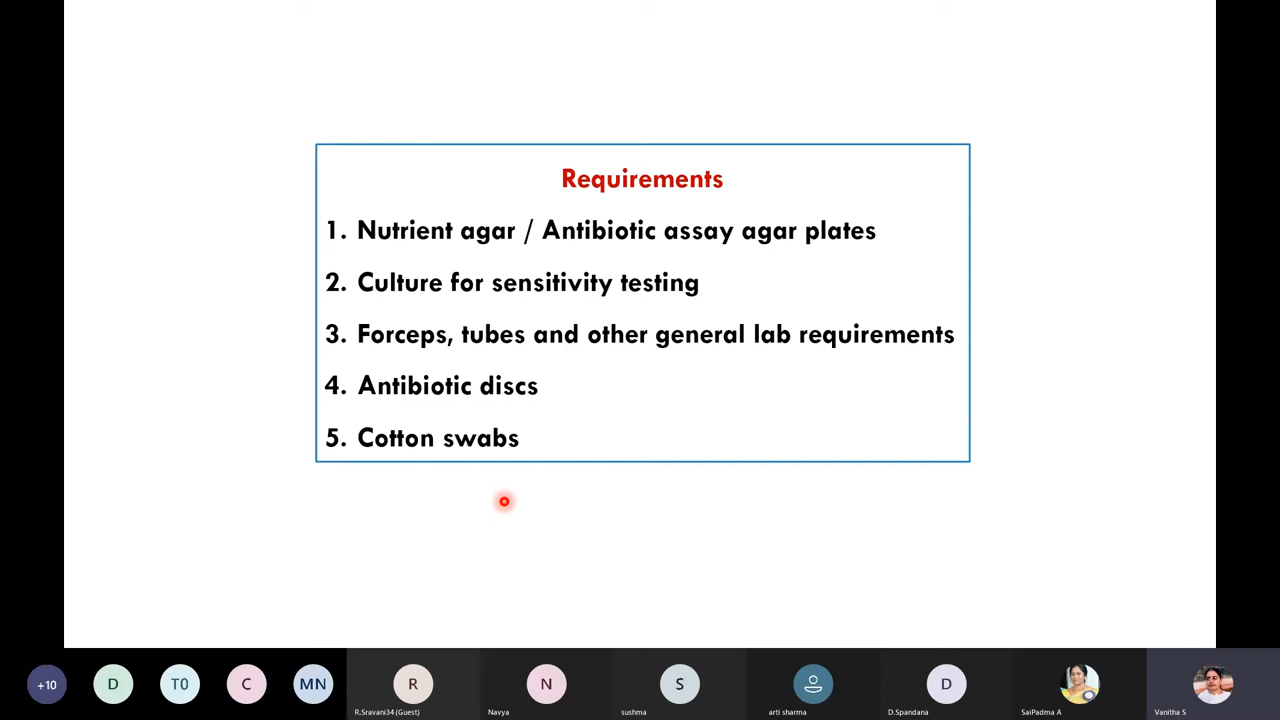 Requirements
1. Nutrient agar / Antibiotic assay agar plates
2. Culture for sensitivity testing
3. Forceps, tubes and other general lab requirements
4. Antibiotic discs
5. Cotton swabs
+10
D
T0
C
MN
R
N
S
D
R.Sravani34 (Guest)
Navya
sushma
arti sharma
D.Spandana
SaiPadma A
Vanitha S